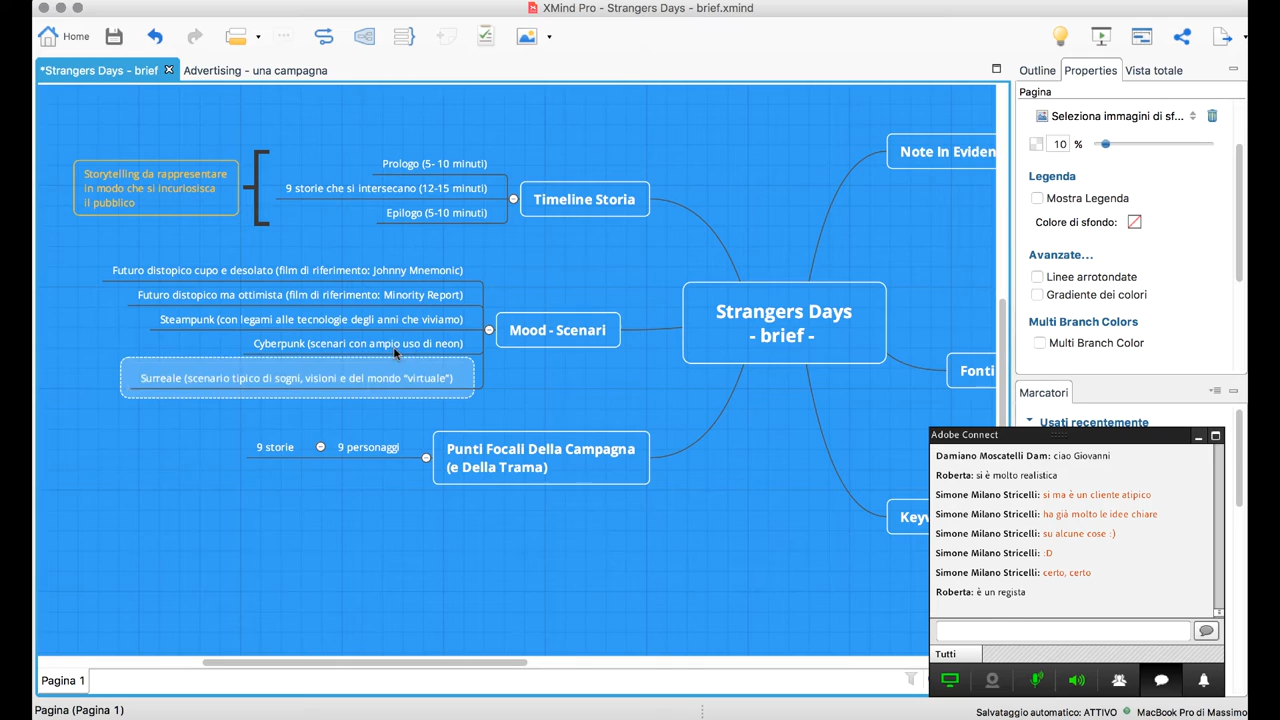 XMind Pro - Strangers Days - brief.xmind
Home
*Strangers Days - brief
Advertising - una campagna
Outline
Properties
Vista totale
Pagina
Seleziona immagini di sf...
10 %
Legenda
Mostra Legenda
Colore di sfondo:
Avanzate...
Linee arrotondate
Gradiente dei colori
Multi Branch Colors
Multi Branch Color
Marcatori
Usati recentemente
Storytelling da rappresentare
in modo che si incuriosisca
il pubblico
Prologo (5- 10 minuti)
9 storie che si intersecano (12-15 minuti)
Epilogo (5-10 minuti)
Timeline Storia
Futuro distopico cupo e desolato (film di riferimento: Johnny Mnemonic)
Futuro distopico ma ottimista (film di riferimento: Minority Report)
Steampunk (con legami alle tecnologie degli anni che viviamo)
Cyberpunk (scenari con ampio uso di neon)
Surreale (scenario tipico di sogni, visioni e del mondo "virtuale")
Mood - Scenari
9 storie
9 personaggi
Punti Focali Della Campagna
(e Della Trama)
Strangers Days
- brief -
Note In Eviden
Fonti
Keyw
Adobe Connect
Damiano Moscatelli Dam: ciao Giovanni
Roberta: si è molto realistica
Simone Milano Stricelli: si ma è un cliente atipico
Simone Milano Stricelli: ha già molto le idee chiare
Simone Milano Stricelli: su alcune cose :)
Simone Milano Stricelli: :D
Simone Milano Stricelli: certo, certo
Roberta: è un regista
Tutti
Pagina 1
Pagina (Pagina 1)
Salvataggio automatico: ATTIVO
MacBook Pro di Massimo